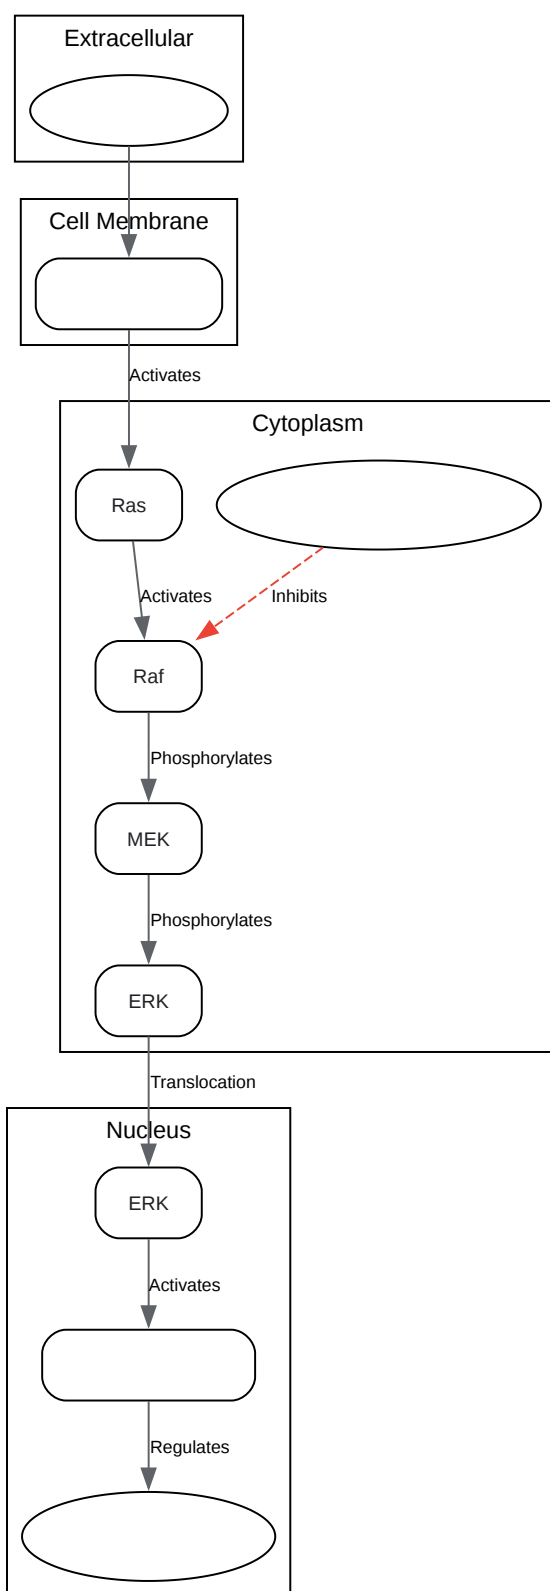 Extracellular
Cell Membrane
Activates
Cytoplasm
Ras
Activates
Inhibits
Raf
Phosphorylates
MEK
Phosphorylates
ERK
Translocation
Nucleus
ERK
Activates
Regulates